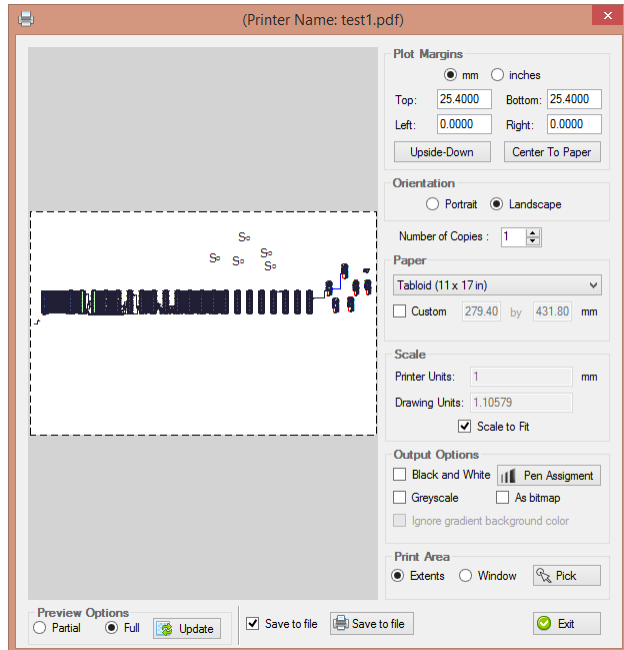 (Printer Name: test1.pdf)
Plot Margins
mm inches
Top: 25.4000 Bottom: 25.4000
Left: 0.0000 Right: 0.0000
Upside-Down Center To Paper
Orientation
Portrait Landscape
Number of Copies : 1
Paper
Tabloid (11 x 17 in)
Custom 279.40 by 431.80 mm
Scale
Printer Units: 1 mm
Drawing Units: 1.10579
Scale to Fit
Output Options
Black and White Pen Assigment
Greyscale As bitmap
Ignore gradient background color
Print Area
Extents Window Pick
Preview Options
Partial Full Update Save to file Save to file Exit